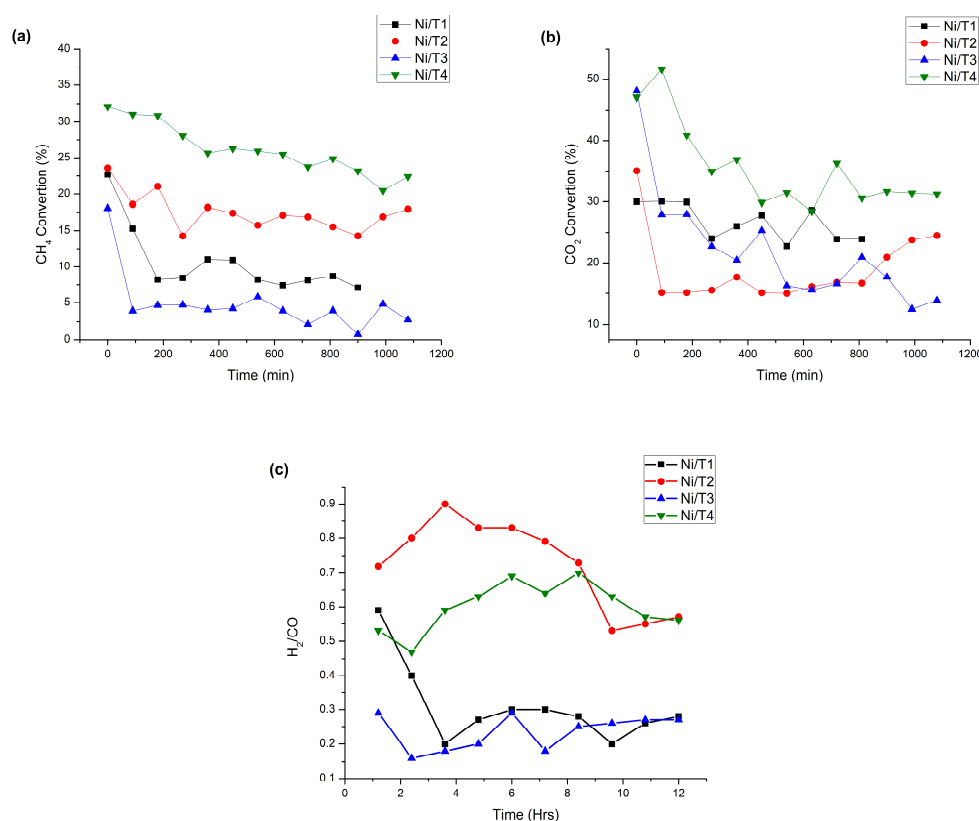 (a)
Ni/T1
Ni/T2
Ni/T3
Ni/T4
40
35
30
25
20
15
10
5
0
CH4 Convertion (%)
0 200 400 600 800 1000 1200
Time (min)
(b)
Ni/T1
Ni/T2
Ni/T3
Ni/T4
50
40
30
20
10
CO2 Convertion (%)
0 200 400 600 800 1000 1200
Time (min)
(c)
Ni/T1
Ni/T2
Ni/T3
Ni/T4
0.9
0.8
0.7
0.6
0.5
0.4
0.3
0.2
0.1
H2/CO
0 2 4 6 8 10 12
Time (Hrs)